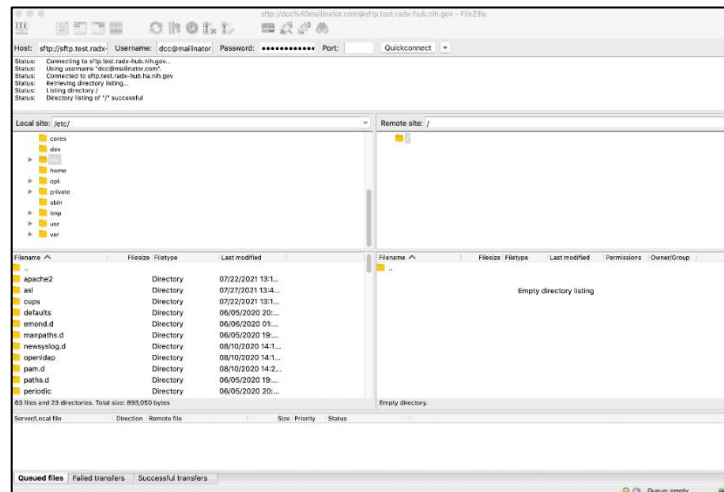 sftp://dcc%40mailinator.com@sftp.test.radx-hub.nih.gov - FileZilla
Host: sftp://sftp.test.radx- Username: dcc@mailinator Password: ●●●●●●●●●●●● Port: Quickconnect
Status: Connecting to sftp.test.radx-hub.nih.gov...
Status: Using username "dcc@mailinator.com".
Status: Connected to sftp.test.radx-hub.ha.nih.gov
Status: Retrieving directory listing...
Status: Listing directory /
Status: Directory listing of "/" successful
Local site: /etc/ Remote site: /
cores /
dev
etc
home
opt
private
sbin
tmp
usr
var
Filename Filesize Filetype Last modified Filename Filesize Filetype Last modified Permissions Owner/Group
.. ..
apache2 Directory 07/22/2021 13:1...
asl Directory 07/27/2021 13:4... Empty directory listing
cups Directory 07/22/2021 13:1...
defaults Directory 06/05/2020 20:...
emond.d Directory 06/06/2020 01:...
manpaths.d Directory 06/05/2020 19:...
newsyslog.d Directory 08/10/2020 14:1...
openldap Directory 08/10/2020 14:1...
pam.d Directory 08/10/2020 14:2...
paths.d Directory 06/05/2020 19:...
periodic Directory 06/05/2020 20:...
63 files and 23 directories. Total size: 893,050 bytes Empty directory.
Server/Local file Direction Remote file Size Priority Status
Queued files Failed transfers Successful transfers
Queue: empty